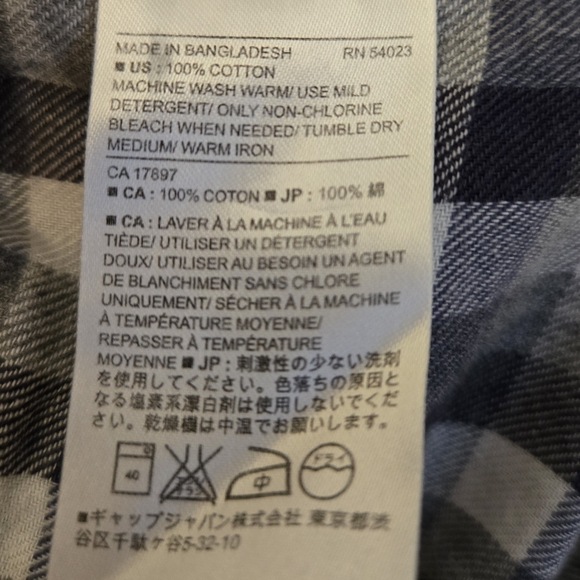 MADE IN BANGLADESH RN 54023
■ US : 100% COTTON
MACHINE WASH WARM/ USE MILD
DETERGENT/ ONLY NON-CHLORINE
BLEACH WHEN NEEDED/ TUMBLE DRY
MEDIUM/ WARM IRON
CA 17897
■ CA : 100% COTON ■ JP : 100% 綿
■ CA : LAVER À LA MACHINE À L'EAU
TIÈDE/ UTILISER UN DÉTERGENT
DOUX/ UTILISER AU BESOIN UN AGENT
DE BLANCHIMENT SANS CHLORE
UNIQUEMENT/ SÉCHER À LA MACHINE
À TEMPÉRATURE MOYENNE/
REPASSER À TEMPÉRATURE
MOYENNE ■ JP : 刺激性の少ない洗剤
を使用してください。色落ちの原因と
なる塩素系漂白剤は使用しないでくだ
さい。乾燥機は中温でお願いします。
40 エンソサラシ 中 ドライ
■ギャップジャパン株式会社 東京都渋
谷区千駄ケ谷5-32-10